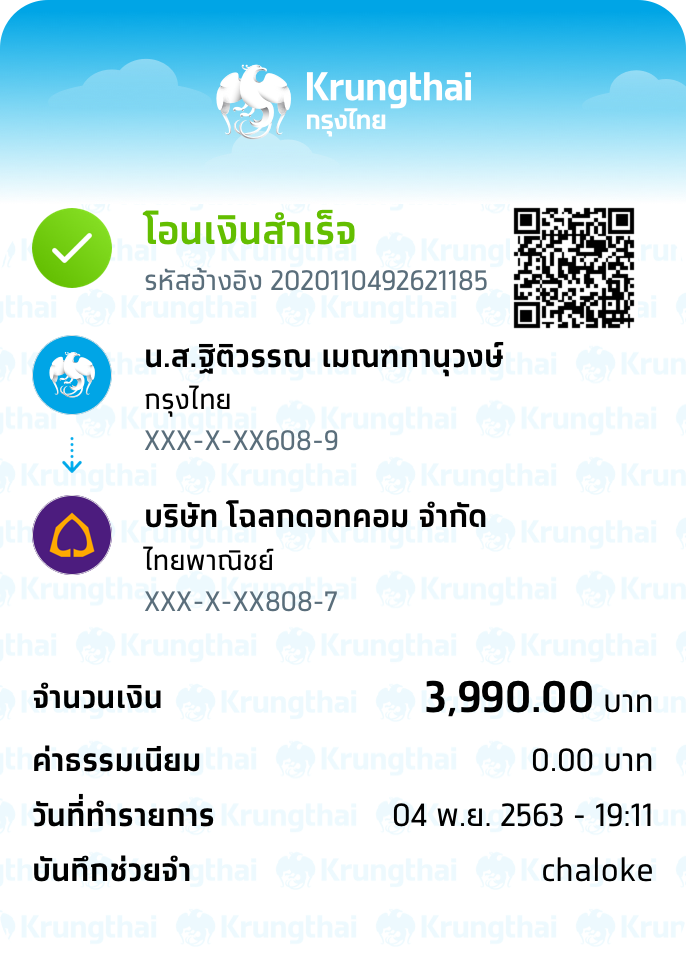 Krungthai
กรุงไทย
โอนเงินสำเร็จ
รหัสอ้างอิง 2020110492621185
น.ส.ฐิติวรรณ เมณฑกานุวงษ์
กรุงไทย
XXX-X-XX608-9
บริษัท โฉลกดอทคอม จำกัด
ไทยพาณิชย์
XXX-X-XX808-7
จำนวนเงิน 3,990.00 บาท
ค่าธรรมเนียม 0.00 บาท
วันที่ทำรายการ 04 พ.ย. 2563 - 19:11
บันทึกช่วยจำ chaloke